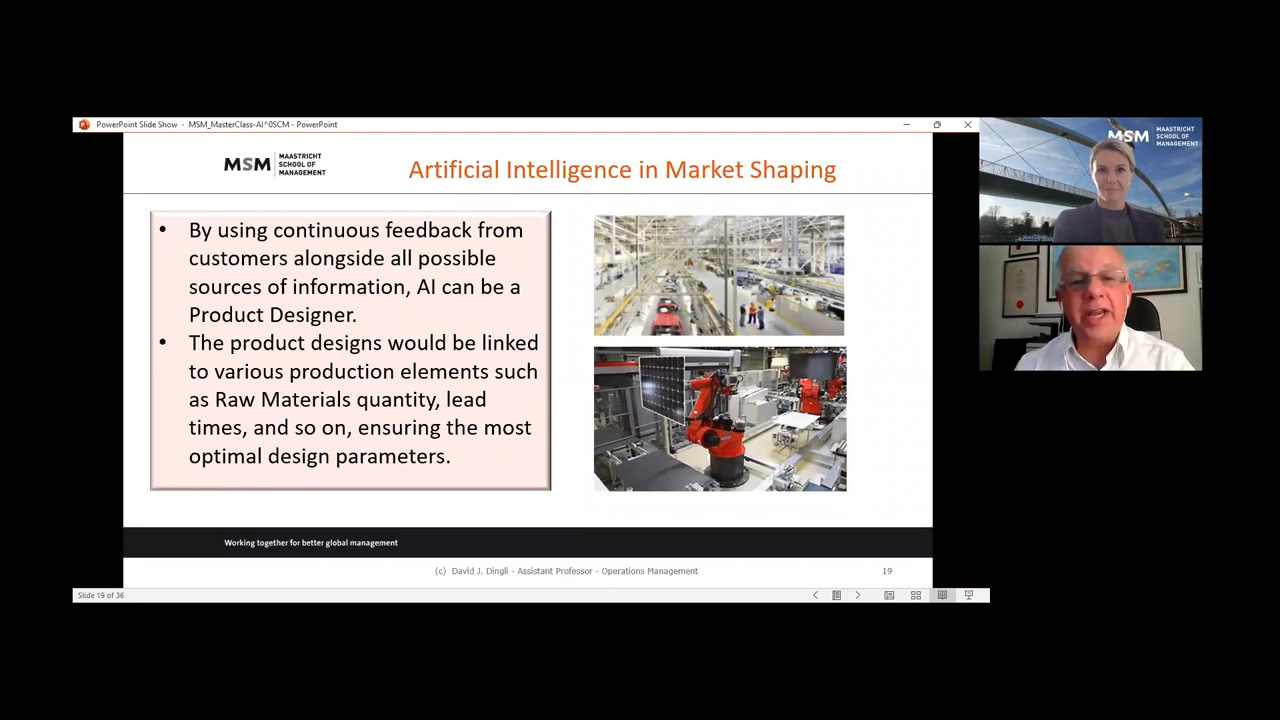 PowerPoint Slide Show - MSM_MasterClass-AI^0SCM - PowerPoint
MSM
MAASTRICHT
SCHOOL OF
MANAGEMENT
Artificial Intelligence in Market Shaping
• By using continuous feedback from
customers alongside all possible
sources of information, AI can be a
Product Designer.
• The product designs would be linked
to various production elements such
as Raw Materials quantity, lead
times, and so on, ensuring the most
optimal design parameters.
Working together for better global management
(c) David J. Dingli - Assistant Professor - Operations Management
19
Slide 19 of 36
MSM
MAASTRICHT
SCHOOL OF
MANAGEMENT